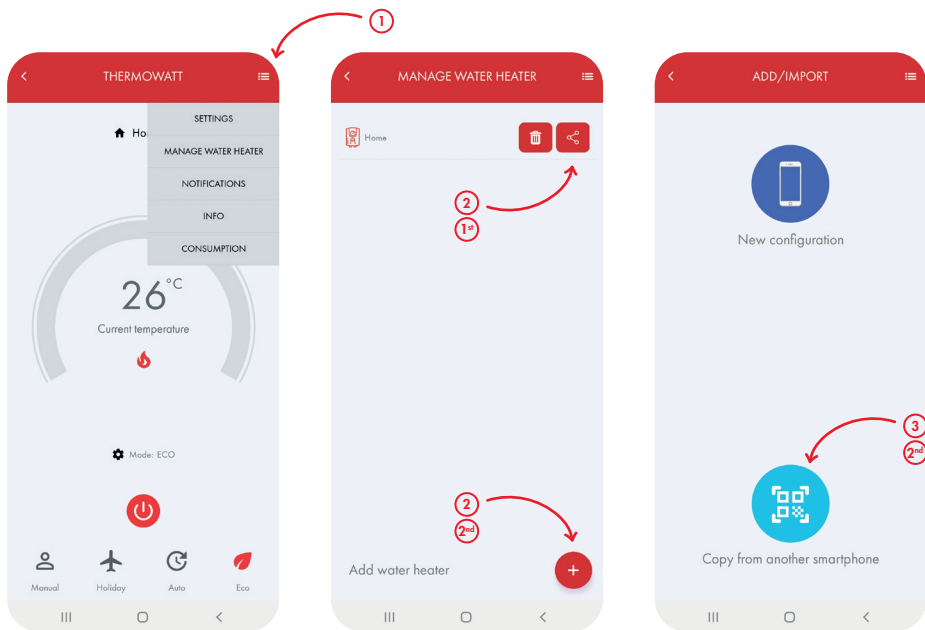 1
THERMOWATT
Ho
SETTINGS
MANAGE WATER HEATER
NOTIFICATIONS
INFO
CONSUMPTION
26°C
Current temperature
Mode: ECO
Manual
Holiday
Auto
Eco
MANAGE WATER HEATER
Home
2
1st
2
2nd
Add water heater
+
ADD/IMPORT
New configuration
3
2nd
Copy from another smartphone